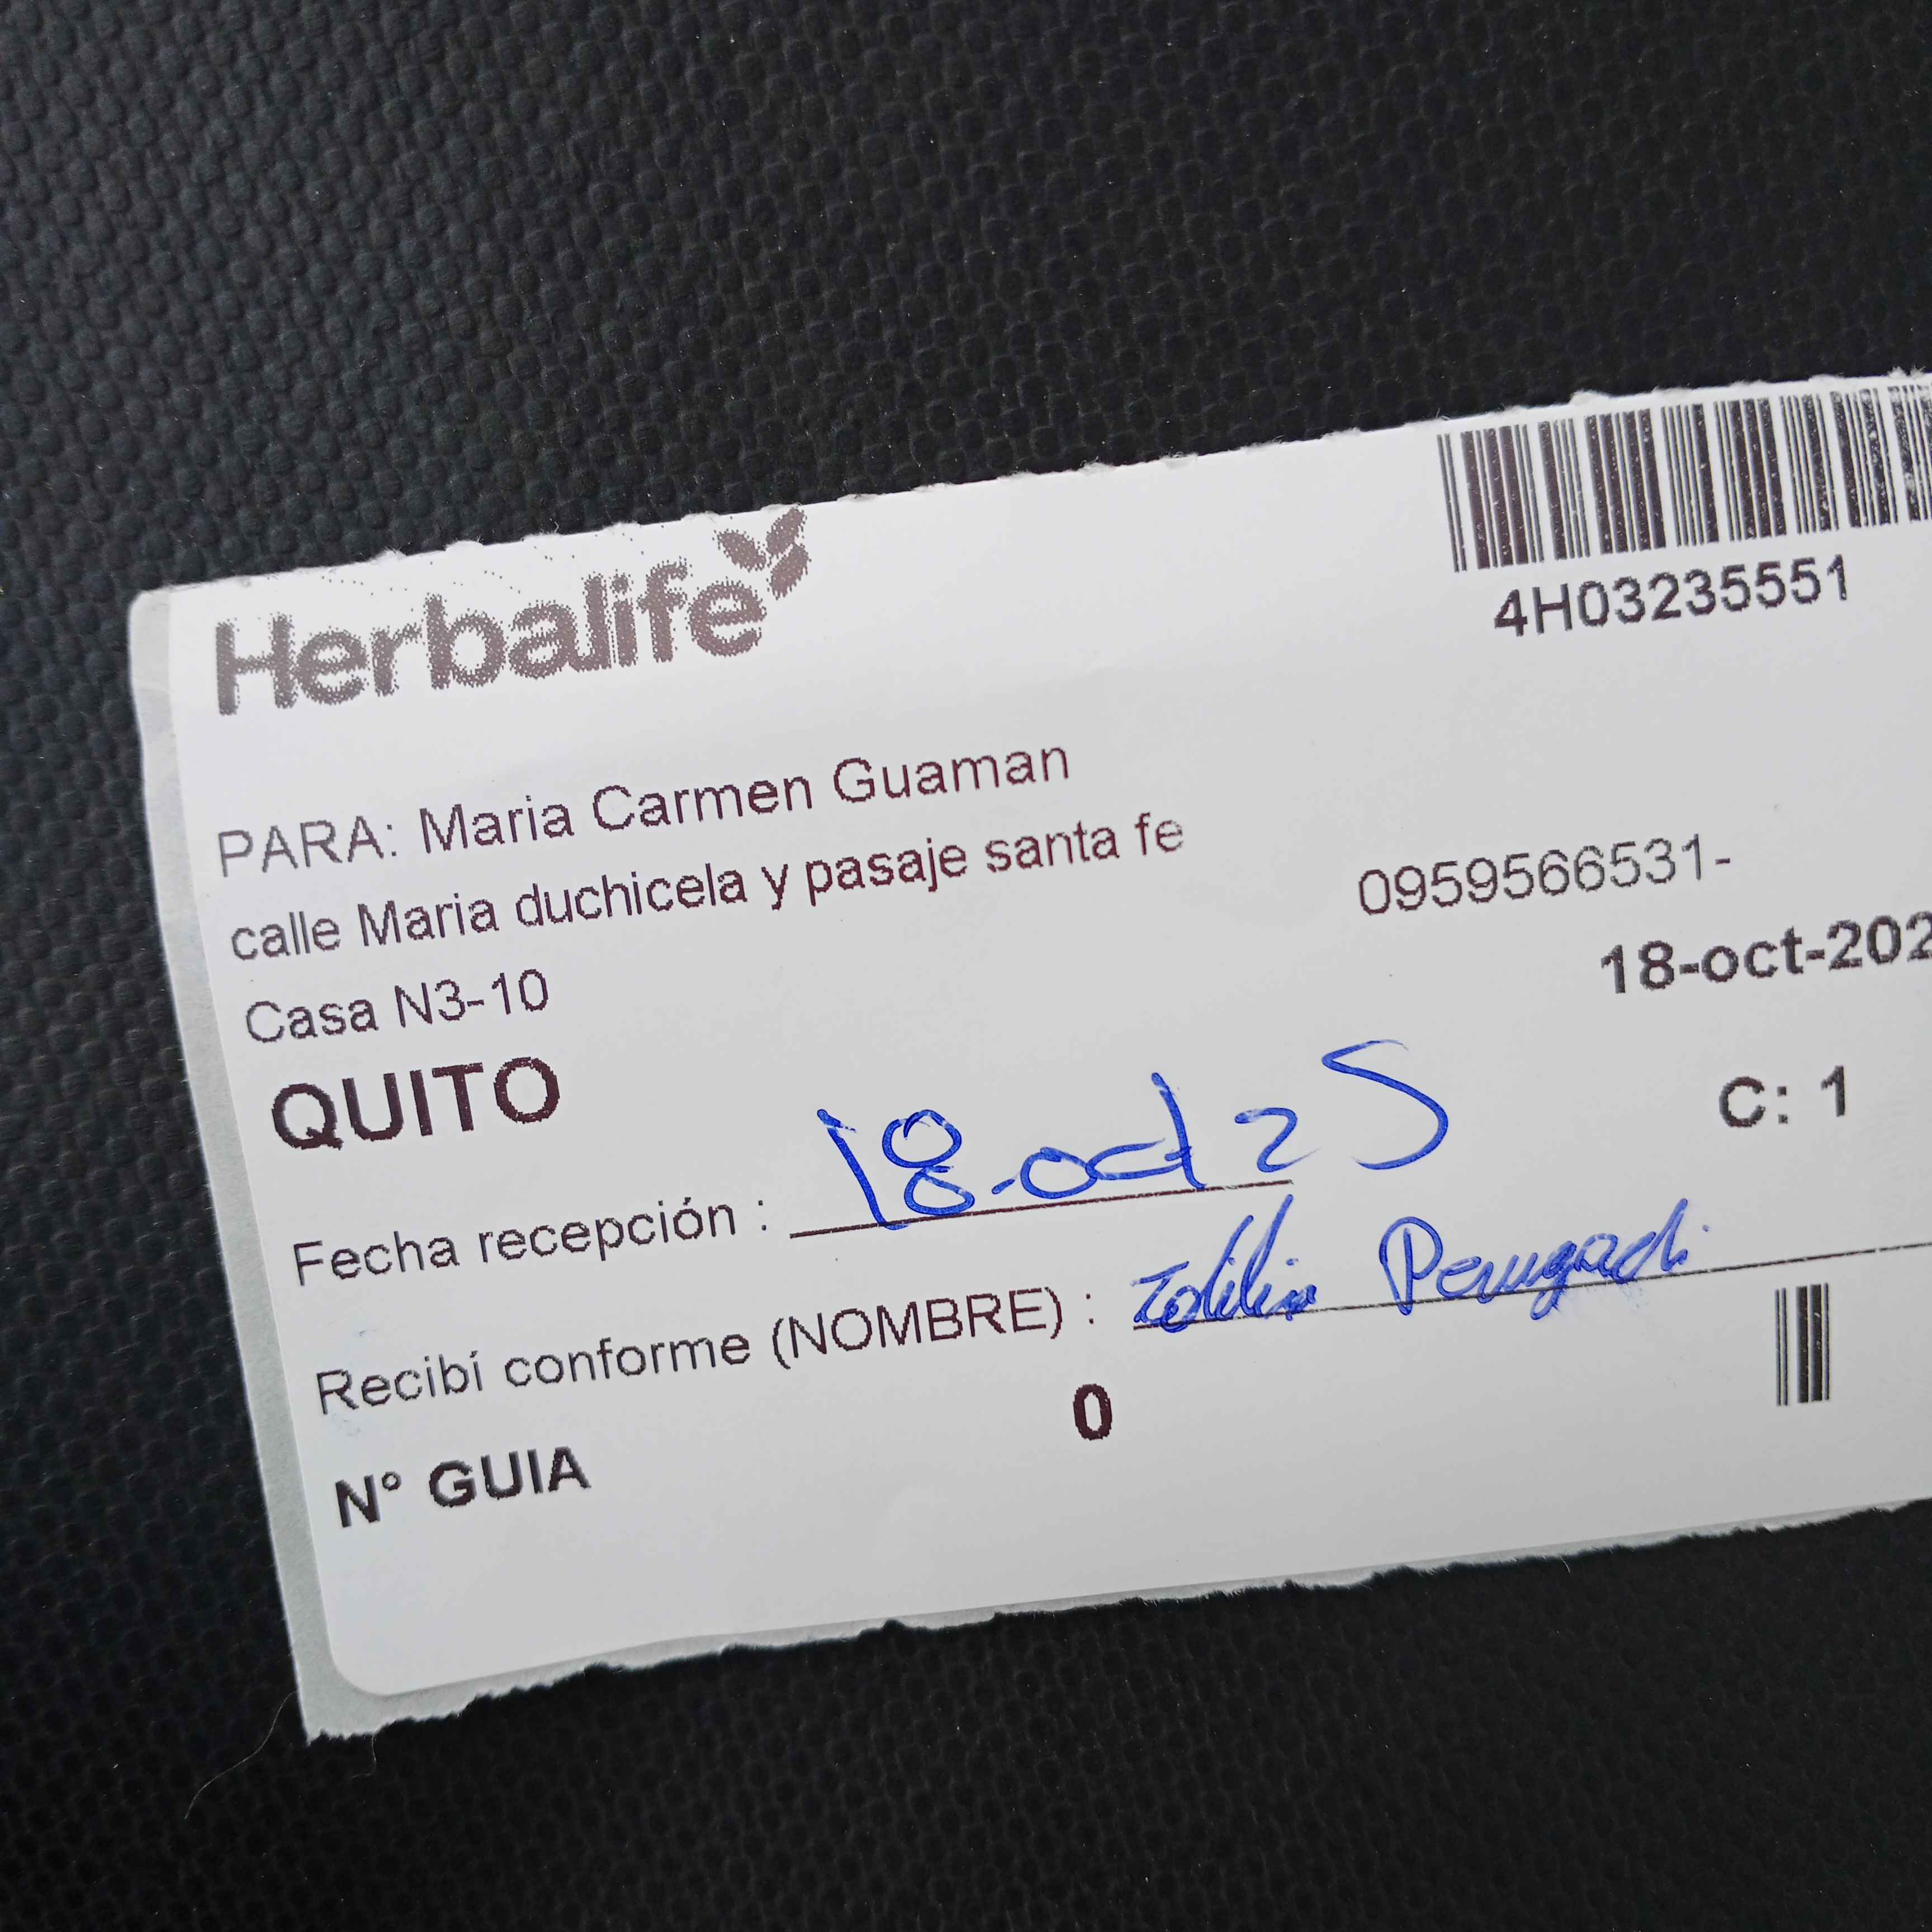 Herbalife
4H03235551
PARA: Maria Carmen Guaman
calle Maria duchicela y pasaje santa fe
0959566531-
Casa N3-10
18-oct-202
QUITO
C: 1
Fecha recepción : 18-oct 25
Recibí conforme (NOMBRE) :
N° GUIA 0